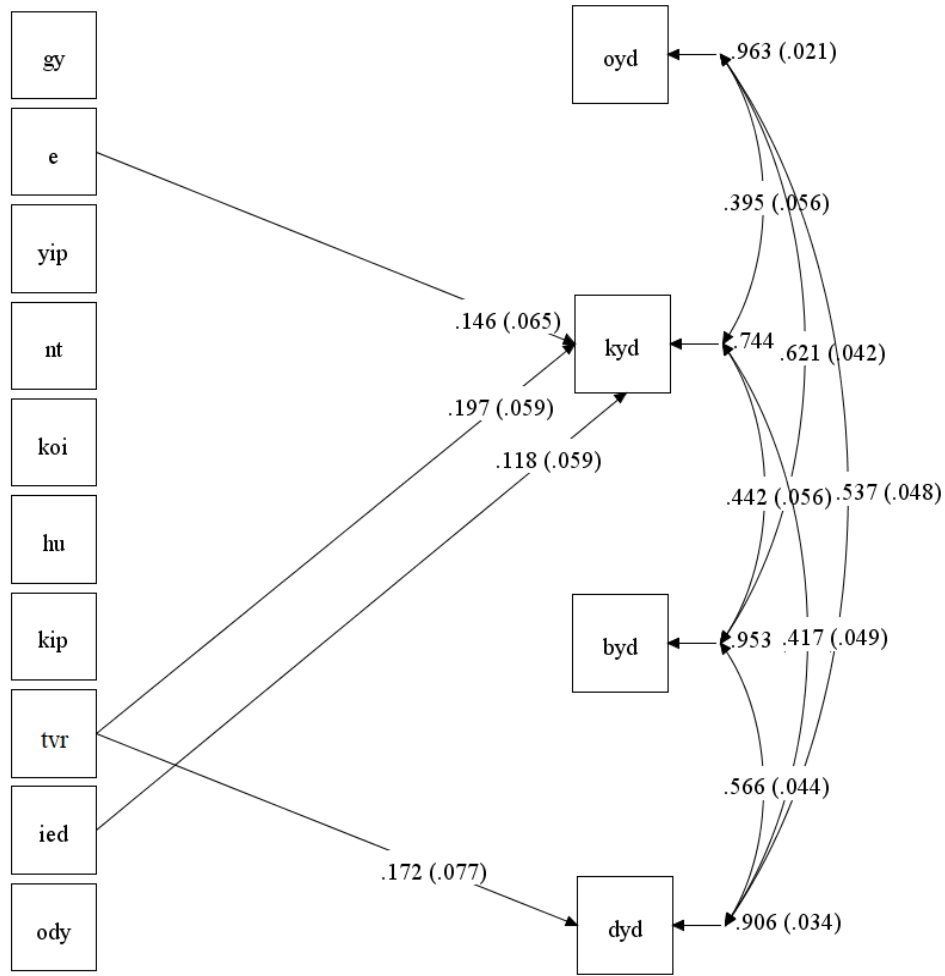 gy
e
yip
nt
koi
hu
kip
tvr
ied
ody
oyd
kyd
byd
dyd
.963 (.021)
.395 (.056)
.146 (.065)
.744
.621 (.042)
.197 (.059)
.118 (.059)
.442 (.056)
.537 (.048)
.953
.417 (.049)
.566 (.044)
.172 (.077)
.906 (.034)